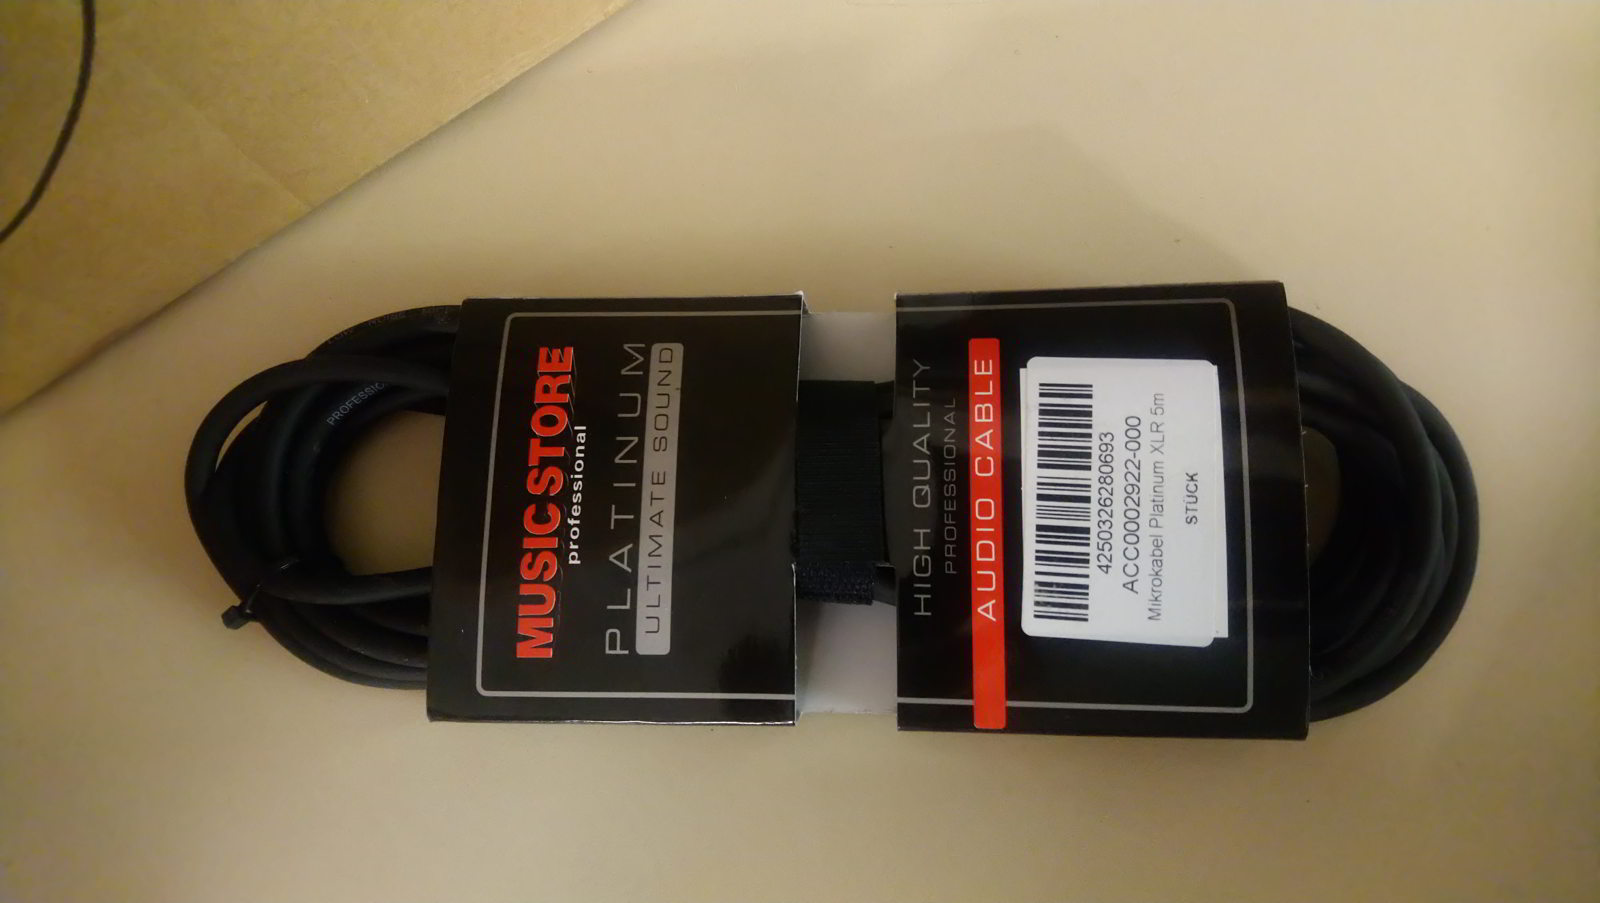 MUSIC STORE
professional
PLATINUM
ULTIMATE SOUND
HIGH QUALITY
PROFESSIONAL
AUDIO CABLE
4250326280693
ACC0002922-000
Mikrokabel Platinum XLR 5m
STÜCK